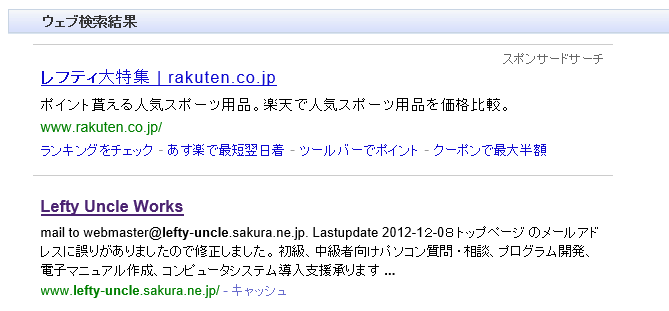 ウェブ検索結果
スポンサードサーチ
レフティ大特集 | rakuten.co.jp
ポイント貰える人気スポーツ用品。楽天で人気スポーツ用品を価格比較。
www.rakuten.co.jp/
ランキングをチェック - あす楽で最短翌日着 - ツールバーでポイント - クーポンで最大半額
Lefty Uncle Works
mail to webmaster@lefty-uncle.sakura.ne.jp. Lastupdate 2012-12-08トップページ のメールアド
レスに誤りがありましたので修正しました。 初級、中級者向けパソコン質問・相談、プログラム開発、
電子マニュアル作成、コンピュータシステム導入支援承ります ...
www.lefty-uncle.sakura.ne.jp/ - キャッシュ